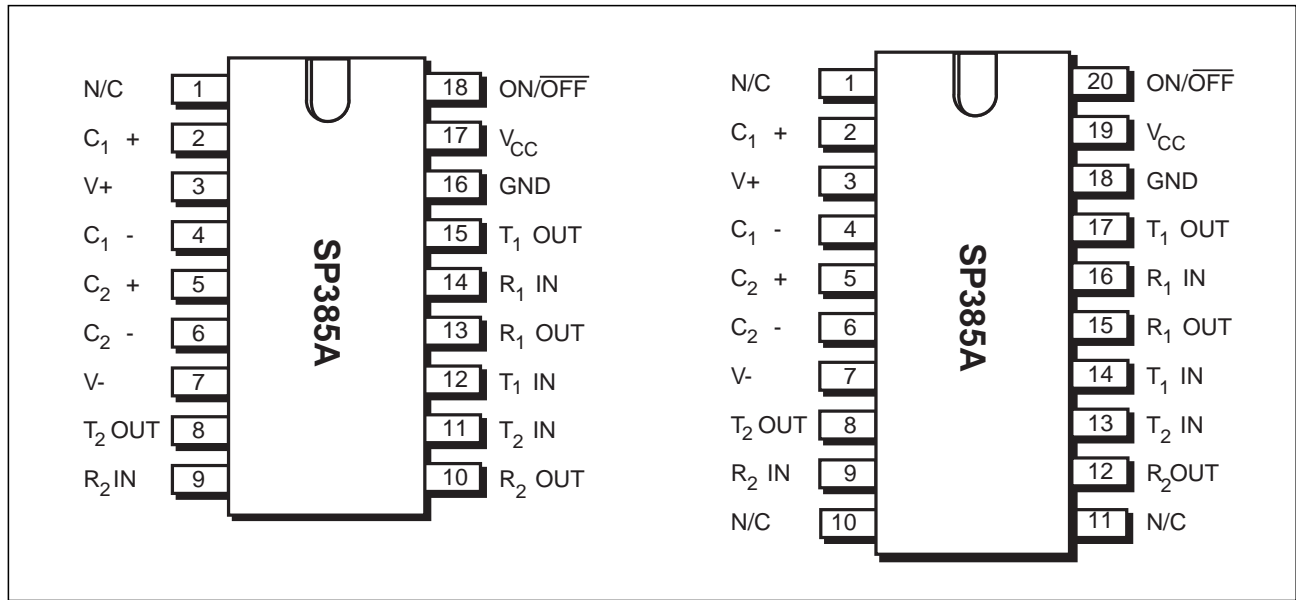 N/C 1 18 ON/O̅F̅F̅
C₁ + 2 17 V_CC
V+ 3 16 GND
C₁ - 4 15 T₁ OUT
C₂ + 5 14 R₁ IN
C₂ - 6 13 R₁ OUT
V- 7 12 T₁ IN
T₂ OUT 8 11 T₂ IN
R₂ IN 9 10 R₂ OUT
SP385A
N/C 1 20 ON/O̅F̅F̅
C₁ + 2 19 V_CC
V+ 3 18 GND
C₁ - 4 17 T₁ OUT
C₂ + 5 16 R₁ IN
C₂ - 6 15 R₁ OUT
V- 7 14 T₁ IN
T₂ OUT 8 13 T₂ IN
R₂ IN 9 12 R₂OUT
N/C 10 11 N/C
SP385A